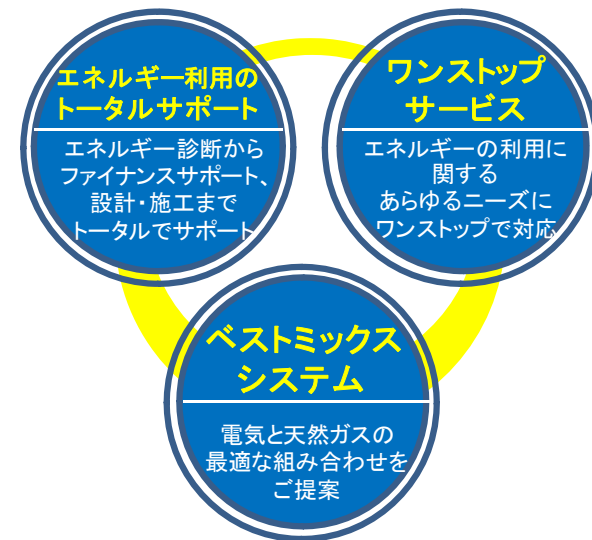 エネルギー利用の
トータルサポート
エネルギー診断から
ファイナンスサポート、
設計・施工まで
トータルでサポート
ワンストップ
サービス
エネルギーの利用に
関する
あらゆるニーズに
ワンストップで対応
ベストミックス
システム
電気と天然ガスの
最適な組み合わせを
ご提案